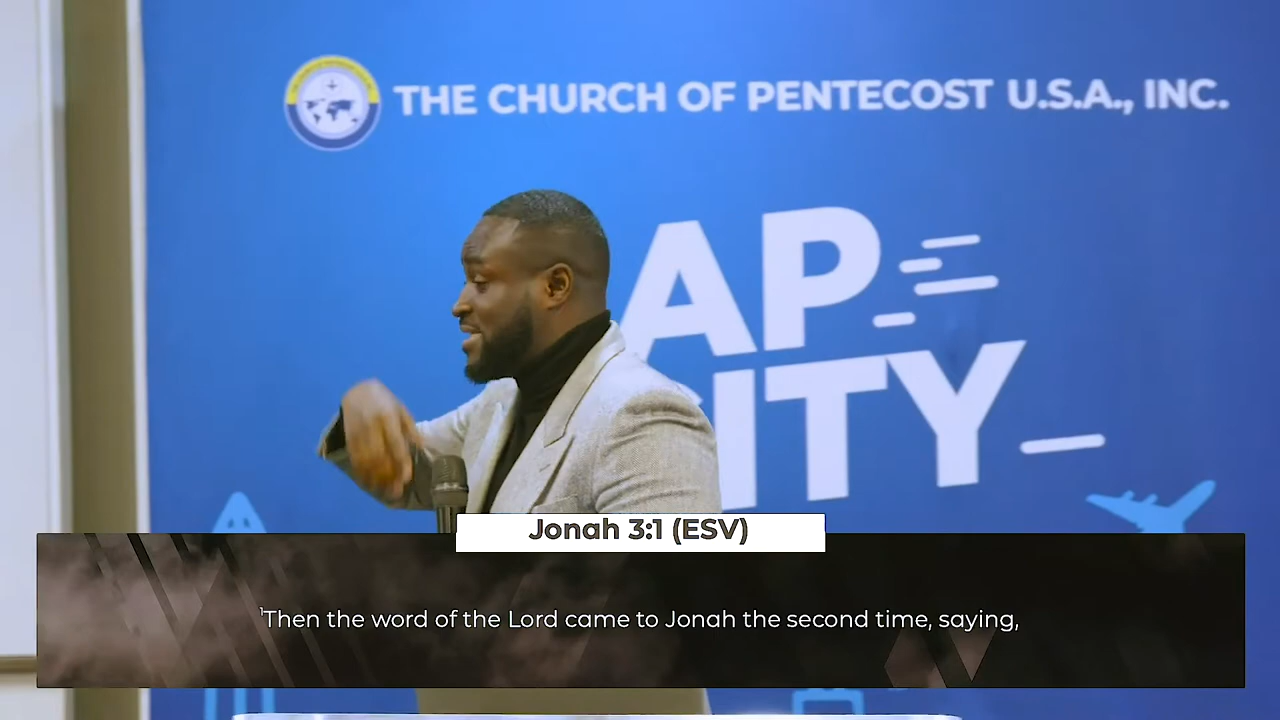 THE CHURCH OF PENTECOST U.S.A., INC.
AP
ITY
Jonah 3:1 (ESV)
¹Then the word of the Lord came to Jonah the second time, saying,